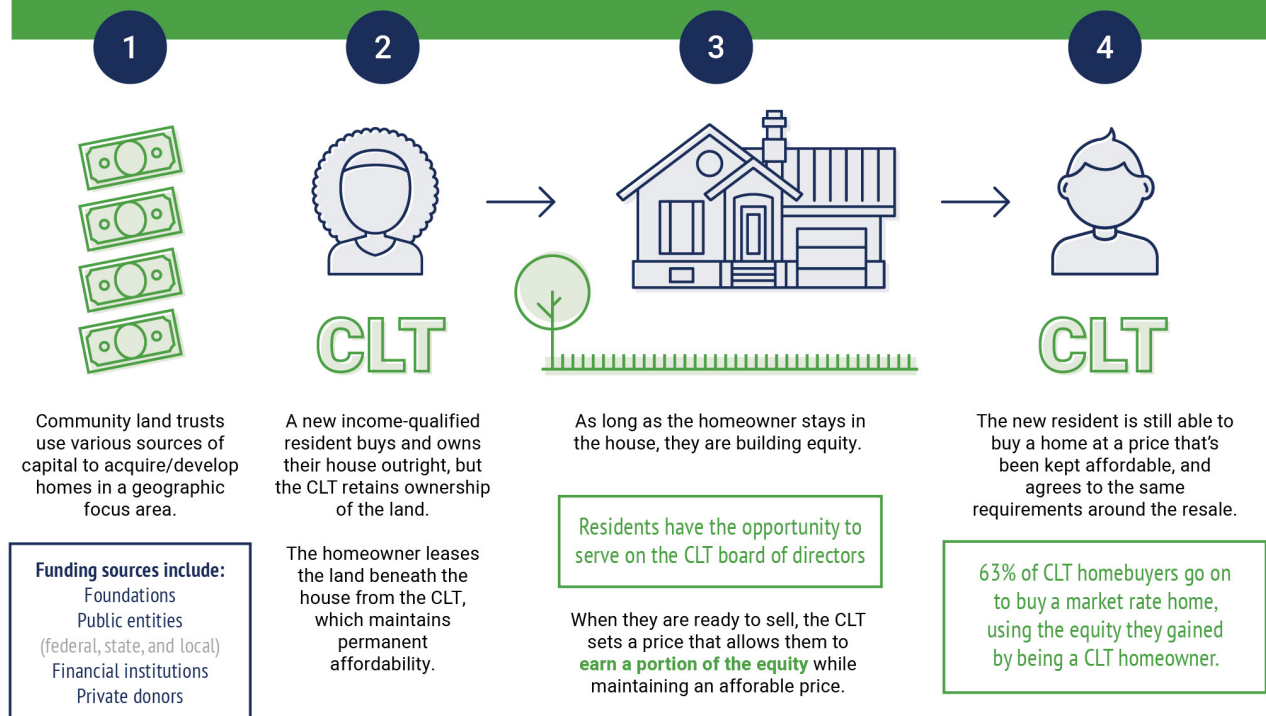 1
2
3
4
CLT
CLT
Community land trusts
use various sources of
capital to acquire/develop
homes in a geographic
focus area.
Funding sources include:
Foundations
Public entities
(federal, state, and local)
Financial institutions
Private donors
A new income-qualified
resident buys and owns
their house outright, but
the CLT retains ownership
of the land.
The homeowner leases
the land beneath the
house from the CLT,
which maintains
permanent
affordability.
As long as the homeowner stays in
the house, they are building equity.
Residents have the opportunity to
serve on the CLT board of directors
When they are ready to sell, the CLT
sets a price that allows them to
earn a portion of the equity while
maintaining an afforable price.
The new resident is still able to
buy a home at a price that's
been kept affordable, and
agrees to the same
requirements around the resale.
63% of CLT homebuyers go on
to buy a market rate home,
using the equity they gained
by being a CLT homeowner.